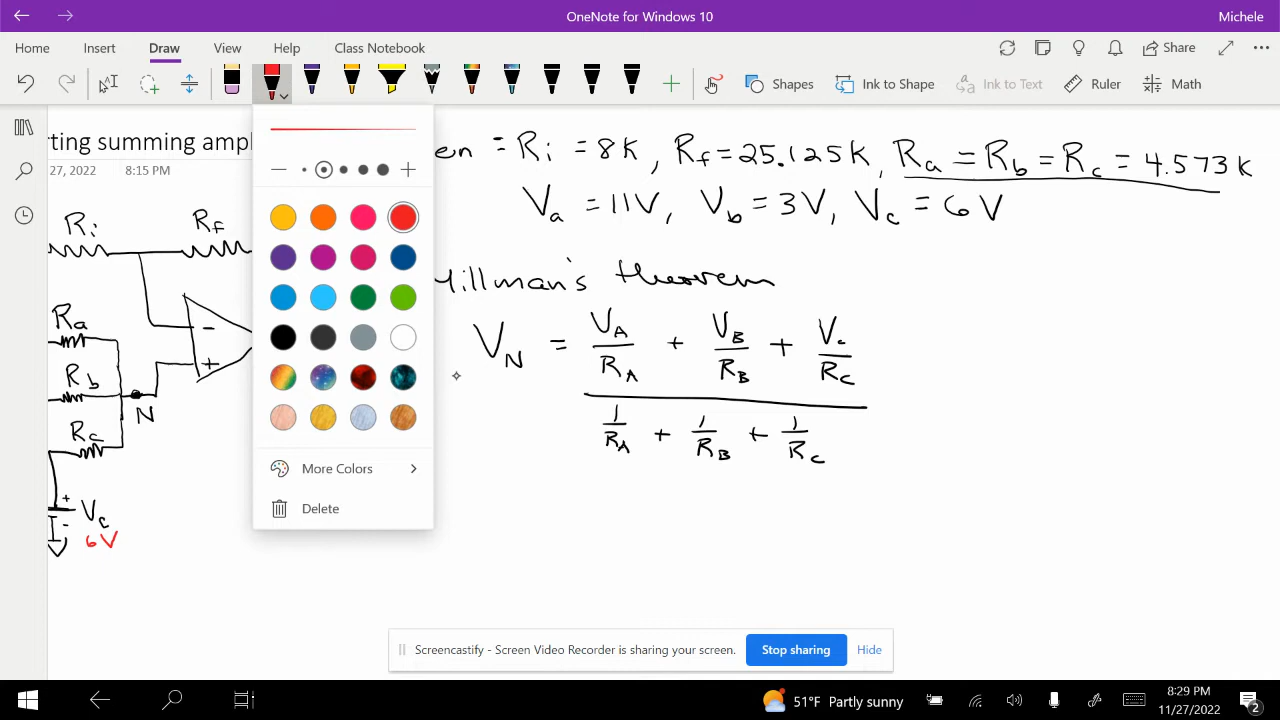 OneNote for Windows 10
Michele
Home Insert Draw View Help Class Notebook
Share
Shapes
Ink to Shape
Ink to Text
Ruler
Math
ting summing amp
27, 2022 8:15 PM
en = Ri = 8K, Rf = 25.125K, Ra = Rb = Rc = 4.573K
Va = 11V, Vb = 3V, Vc = 6V
illman's theorem
VN = VA/RA + VB/RB + Vc/RC
1/RA + 1/RB + 1/RC
Ri
Rf
Ra
Rb
Rc
N
-
+
+
-
Vc
6V
More Colors
Delete
Screencastify - Screen Video Recorder is sharing your screen.
Stop sharing
Hide
51°F Partly sunny
8:29 PM
11/27/2022
2